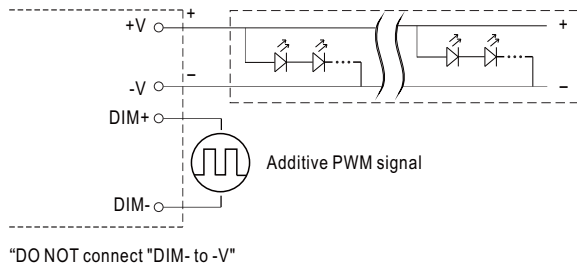 +V
+
+
-V
−
−
DIM+
Additive PWM signal
DIM-
“DO NOT connect "DIM- to -V"